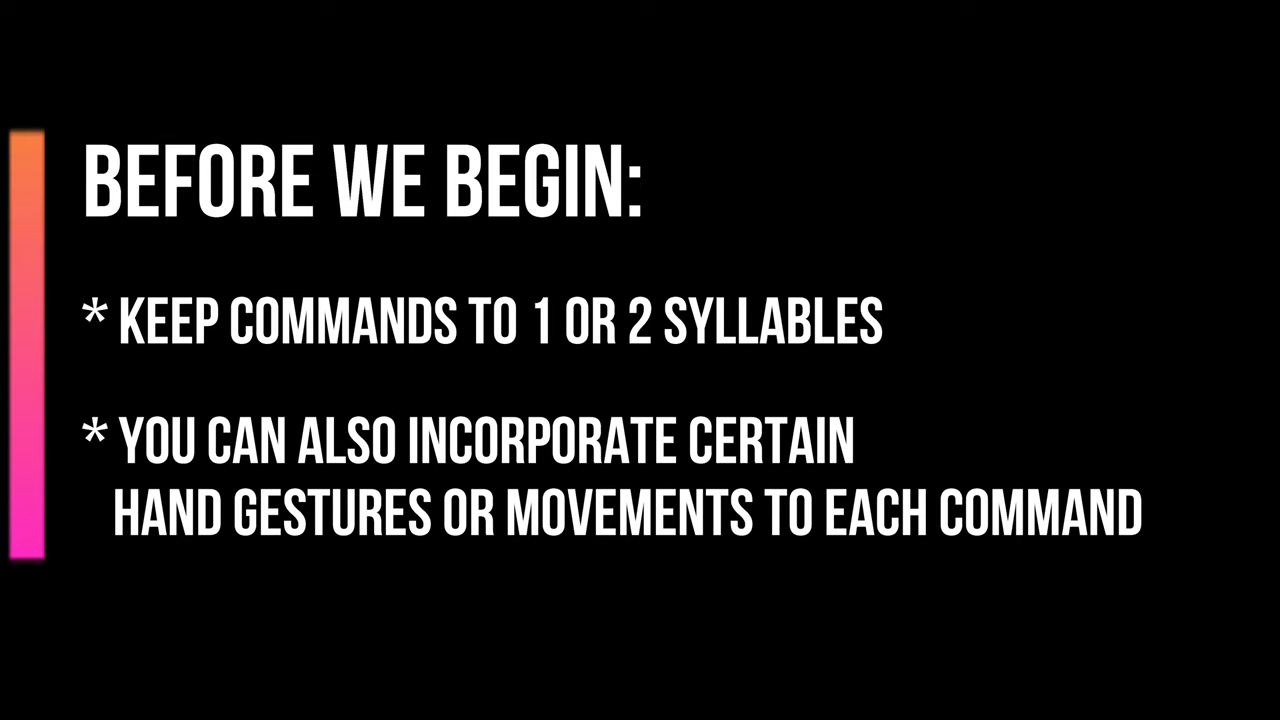 BEFORE WE BEGIN:
* KEEP COMMANDS TO 1 OR 2 SYLLABLES
* YOU CAN ALSO INCORPORATE CERTAIN
HAND GESTURES OR MOVEMENTS TO EACH COMMAND